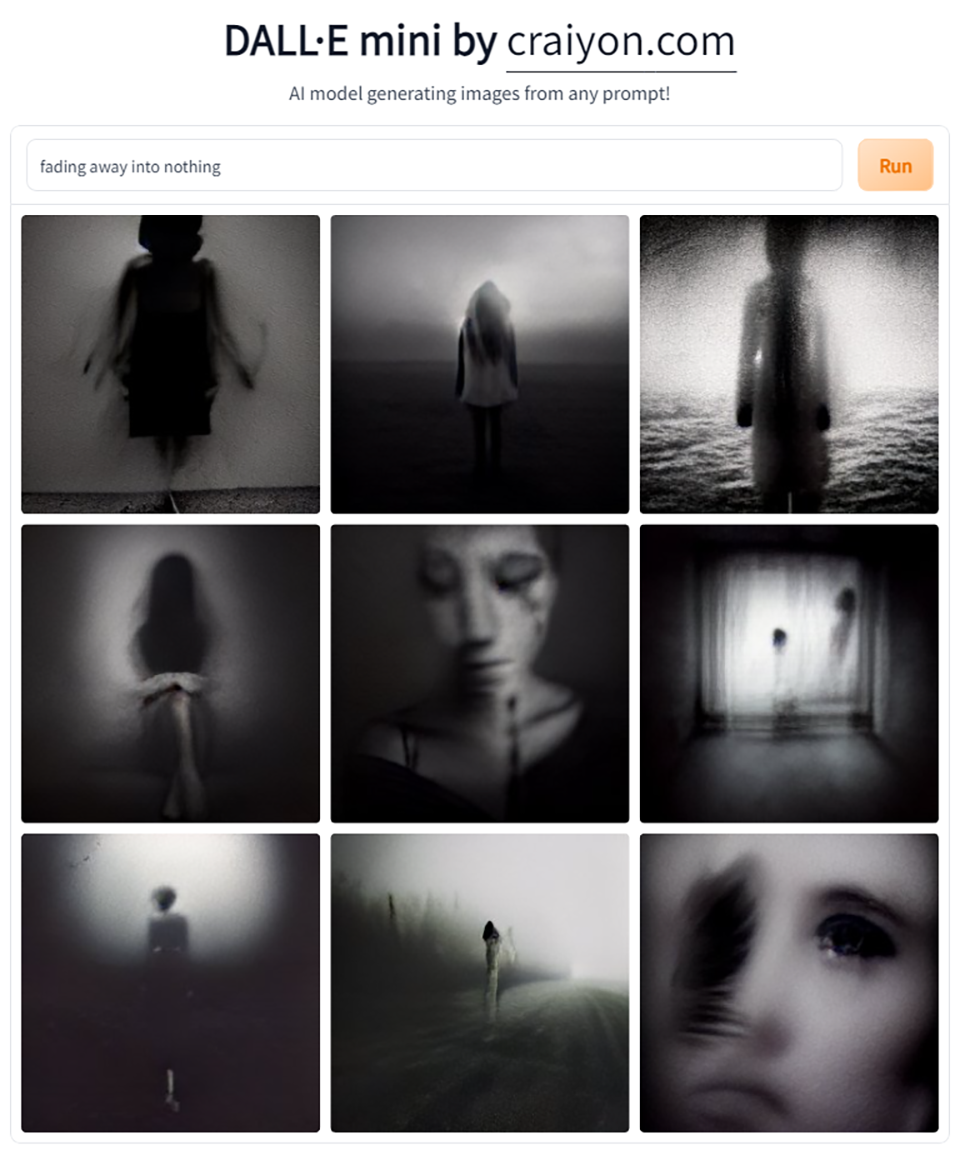 DALL·E mini by craiyon.com
AI model generating images from any prompt!
fading away into nothing
Run